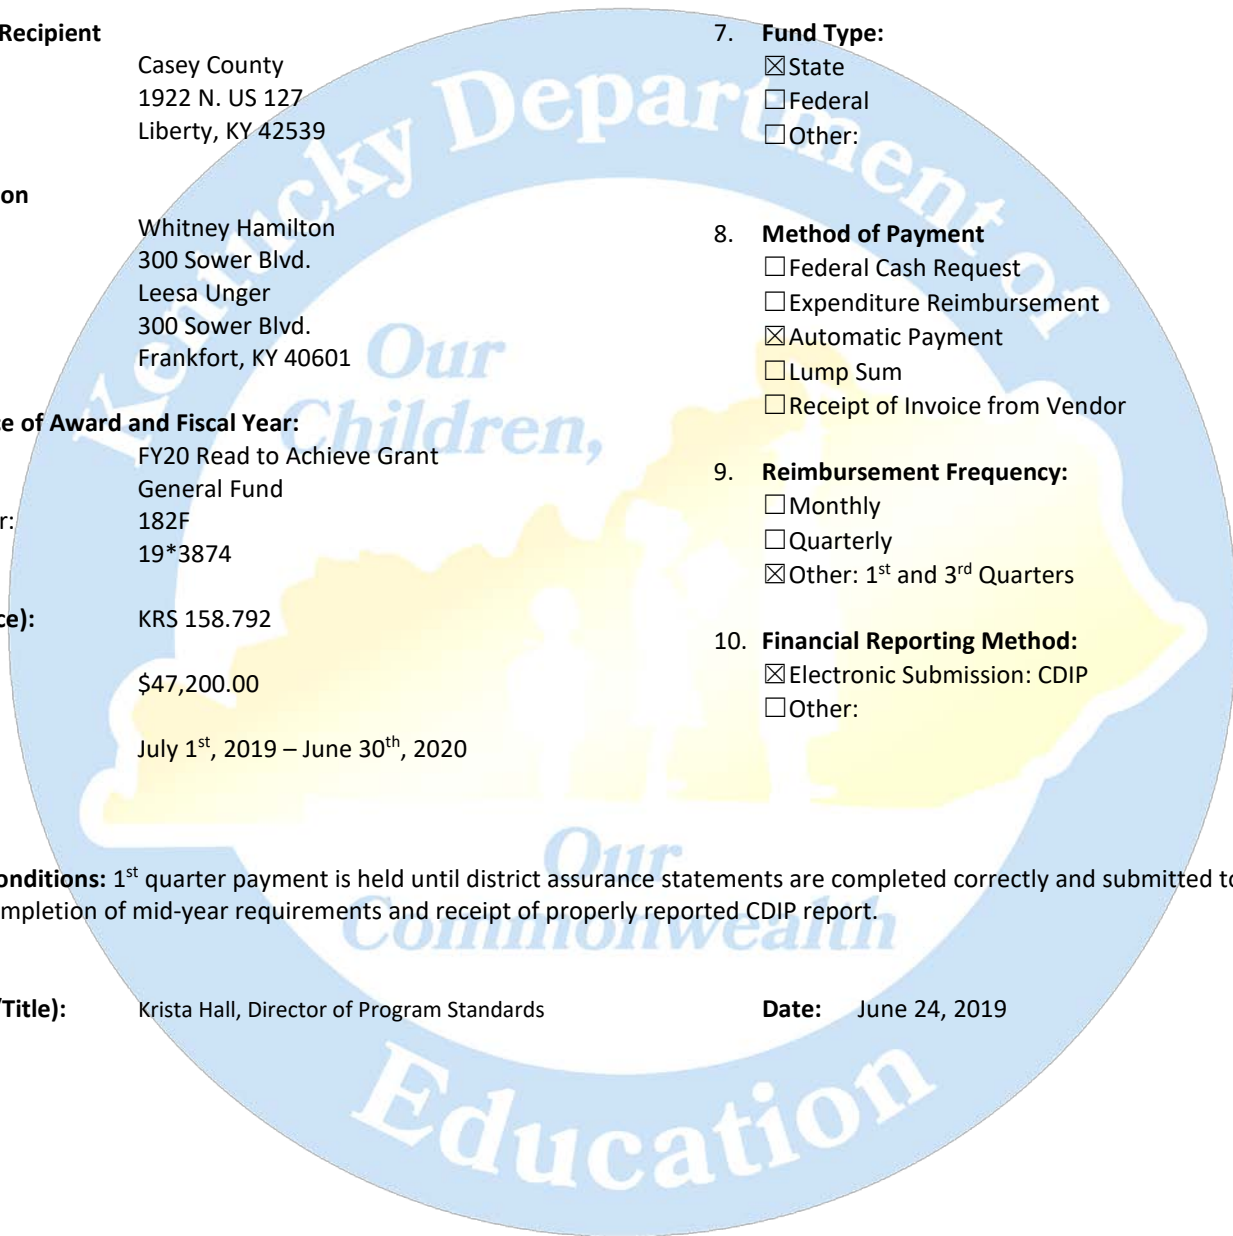 Recipient
Casey County
1922 N. US 127
Liberty, KY 42539
on
Whitney Hamilton
300 Sower Blvd.
Leesa Unger
300 Sower Blvd.
Frankfort, KY 40601
e of Award and Fiscal Year:
FY20 Read to Achieve Grant
General Fund
r: 182F
19*3874
ce): KRS 158.792
$47,200.00
July 1st, 2019 – June 30th, 2020
7. Fund Type:
☒State
☐Federal
☐Other:
8. Method of Payment
☐Federal Cash Request
☐Expenditure Reimbursement
☒Automatic Payment
☐Lump Sum
☐Receipt of Invoice from Vendor
9. Reimbursement Frequency:
☐Monthly
☐Quarterly
☒Other: 1st and 3rd Quarters
10. Financial Reporting Method:
☒Electronic Submission: CDIP
☐Other:
onditions: 1st quarter payment is held until district assurance statements are completed correctly and submitted to
mpletion of mid-year requirements and receipt of properly reported CDIP report.
/Title): Krista Hall, Director of Program Standards Date: June 24, 2019
Kentucky Department of
Education
Our
Children,
Our
Commonwealth